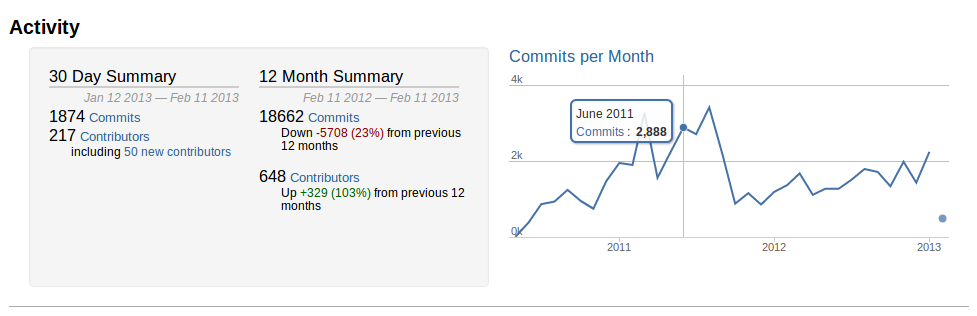 Activity
30 Day Summary
Jan 12 2013 — Feb 11 2013
1874 Commits
217 Contributors
including 50 new contributors
12 Month Summary
Feb 11 2012 — Feb 11 2013
18662 Commits
Down -5708 (23%) from previous
12 months
648 Contributors
Up +329 (103%) from previous 12
months
Commits per Month
4k
June 2011
Commits : 2,888
2k
0k
2011 2012 2013